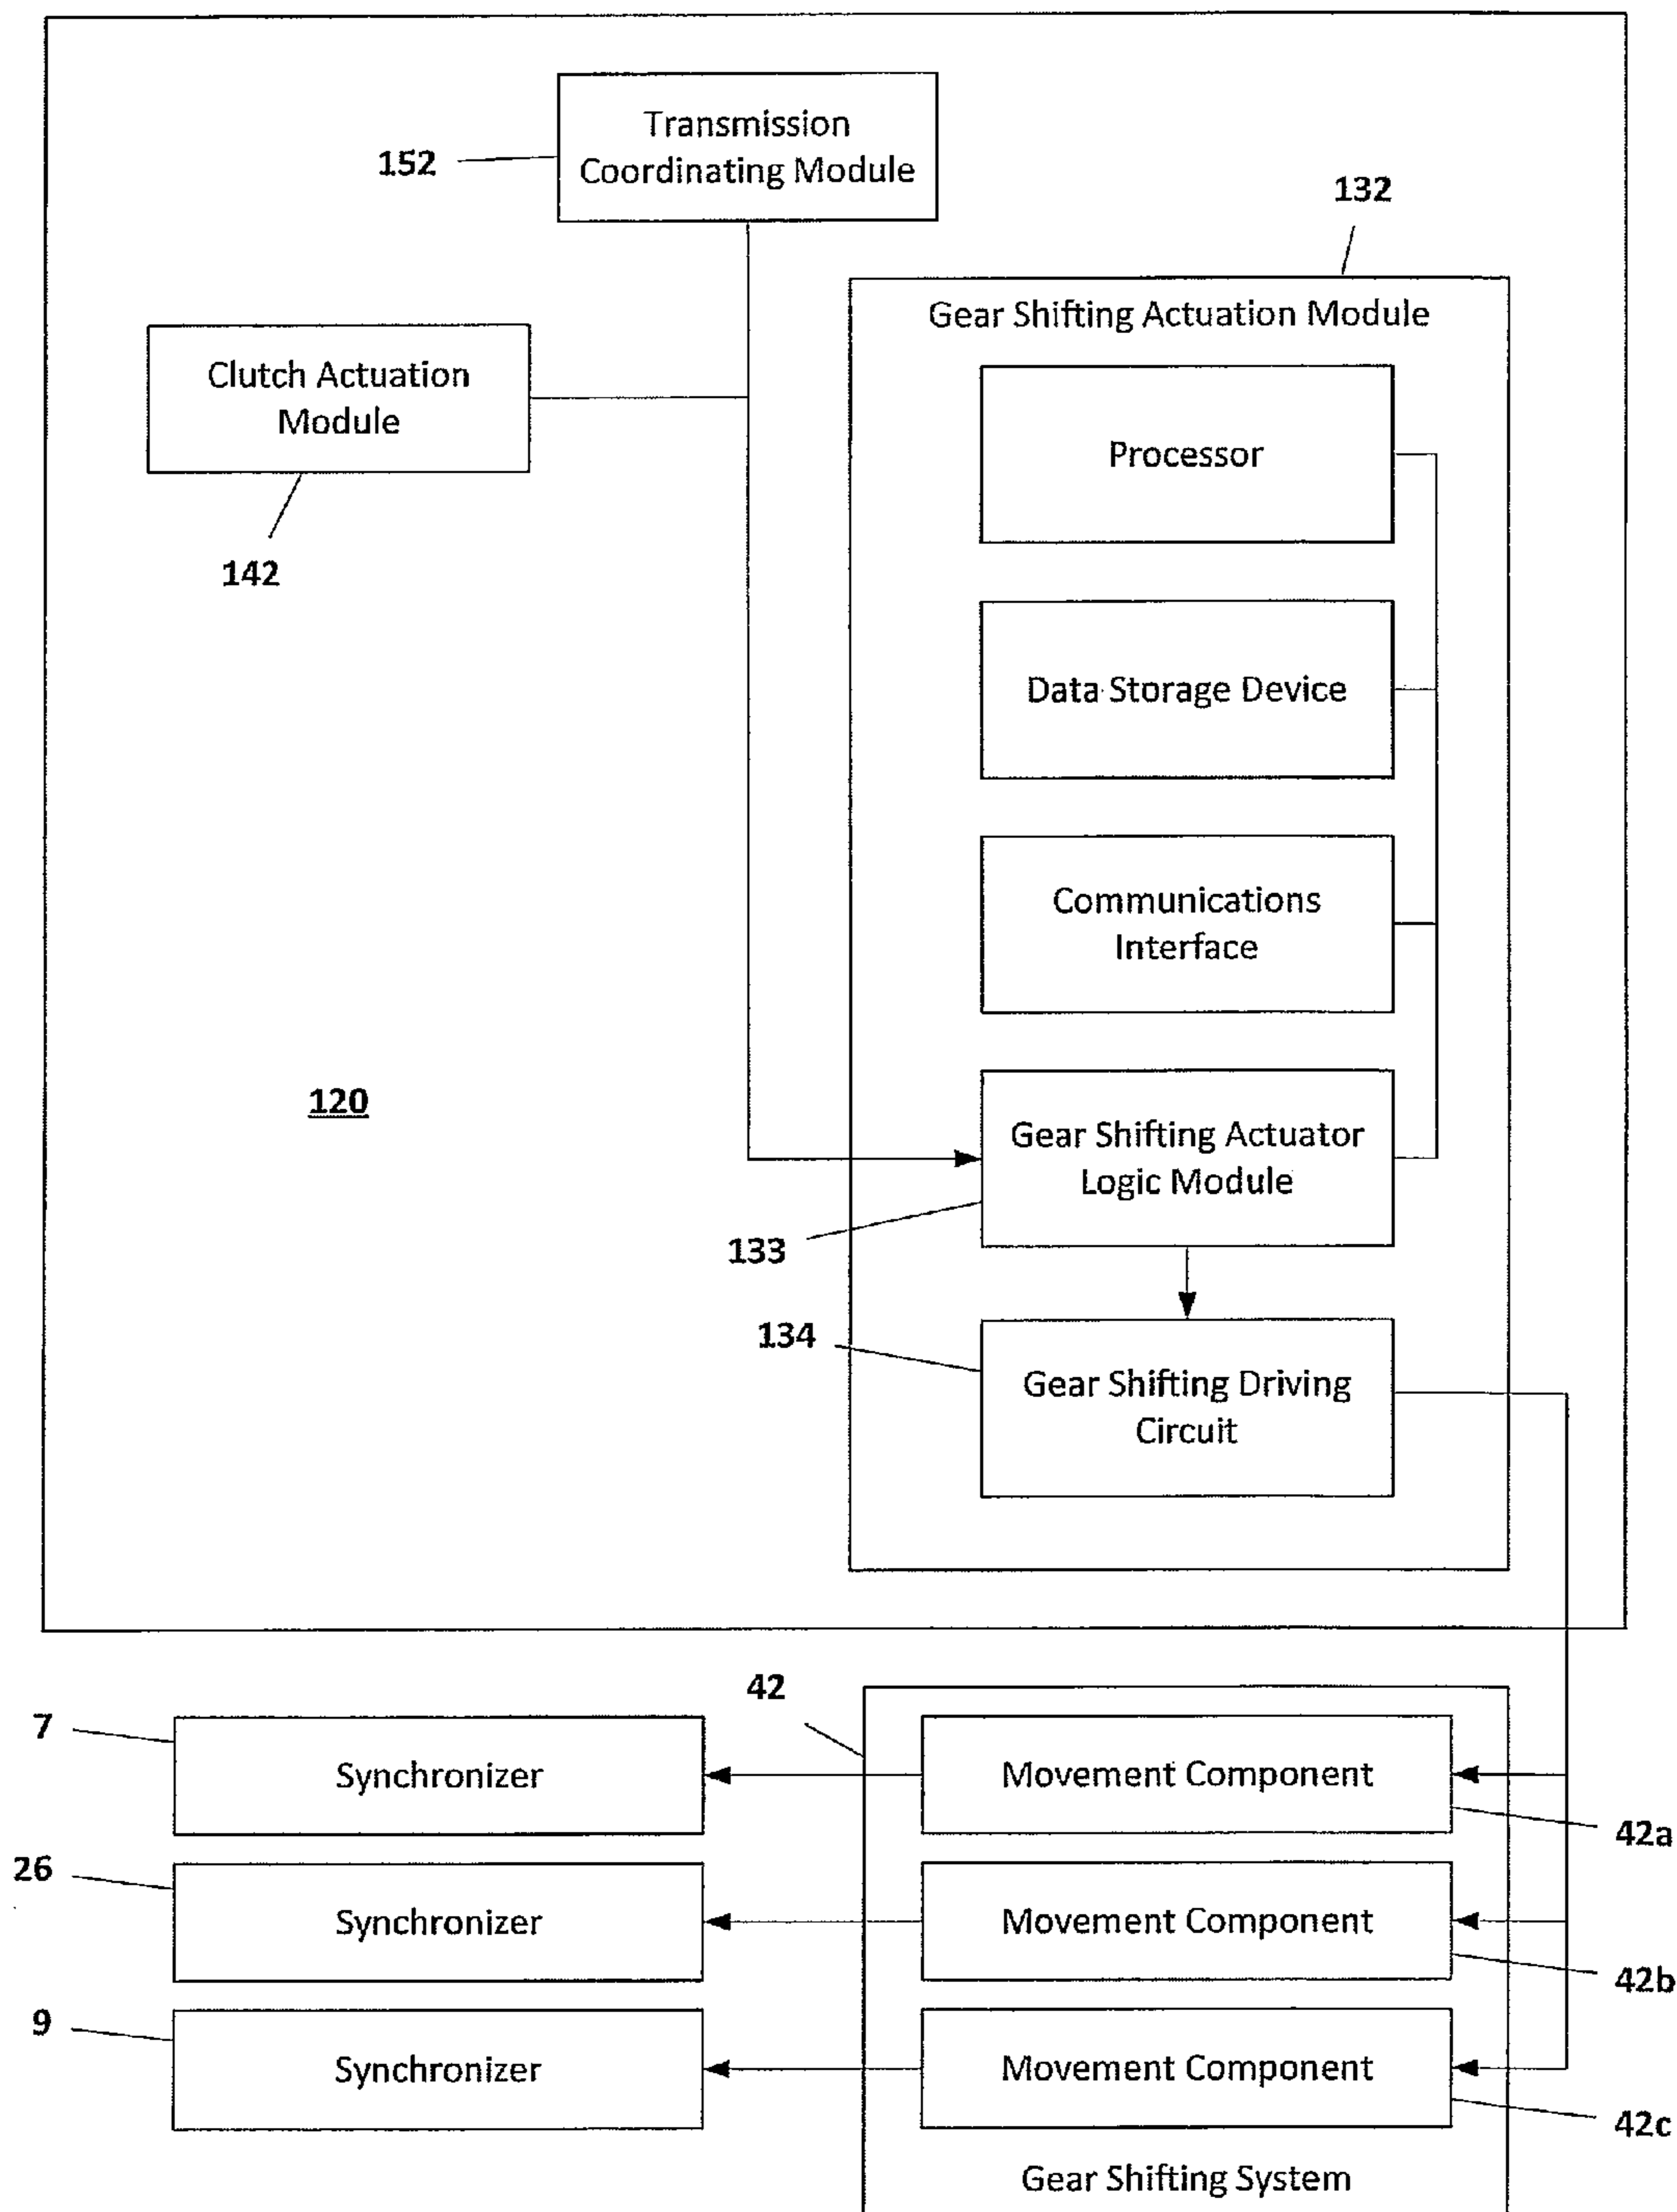 Transmission
Coordinating Module
152
132
Gear Shifting Actuation Module
Clutch Actuation
Module
142
Processor
Data Storage Device
Communications
Interface
120
Gear Shifting Actuator
Logic Module
133
134
Gear Shifting Driving
Circuit
42
7
Synchronizer
Movement Component
42a
26
Synchronizer
Movement Component
42b
9
Synchronizer
Movement Component
42c
Gear Shifting System